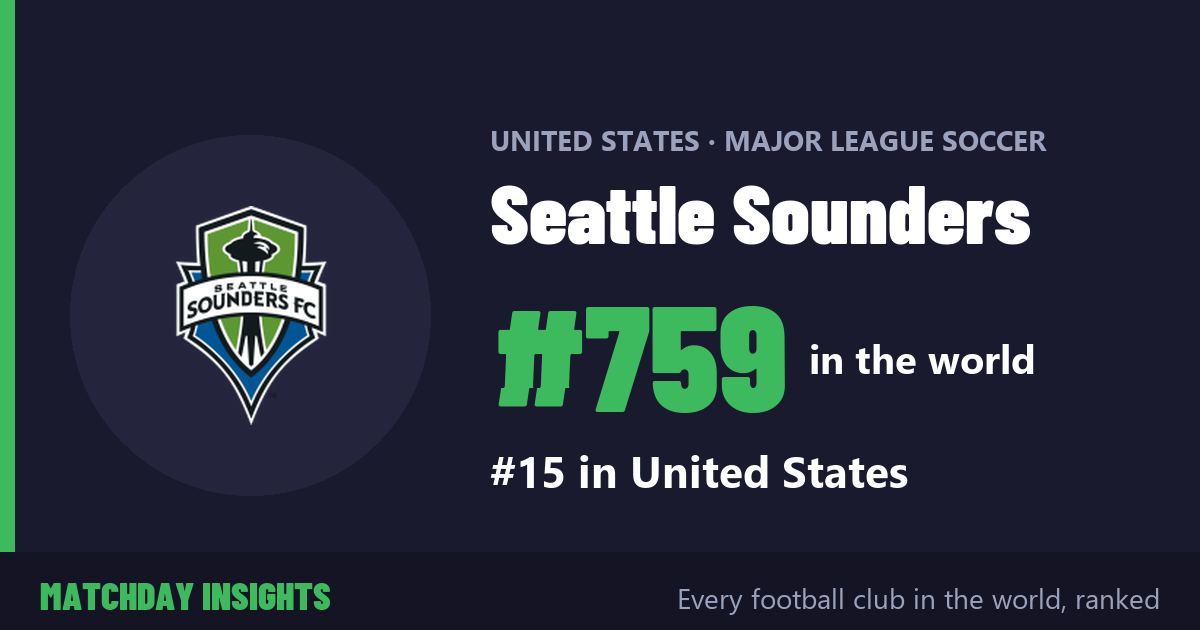 UNITED STATES · MAJOR LEAGUE SOCCER
Seattle Sounders
SEATTLE
SOUNDERS FC
#759 in the world
#15 in United States
MATCHDAY INSIGHTS
Every football club in the world, ranked